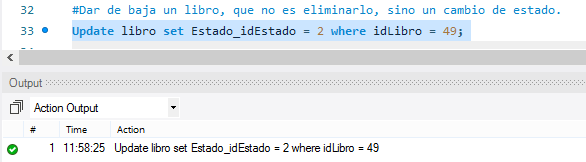 32 #Dar de baja un libro, que no es eliminarlo, sino un cambio de estado.
33 Update libro set Estado_idEstado = 2 where idLibro = 49;
Output
Action Output
# Time Action
1 11:58:25 Update libro set Estado_idEstado = 2 where idLibro = 49